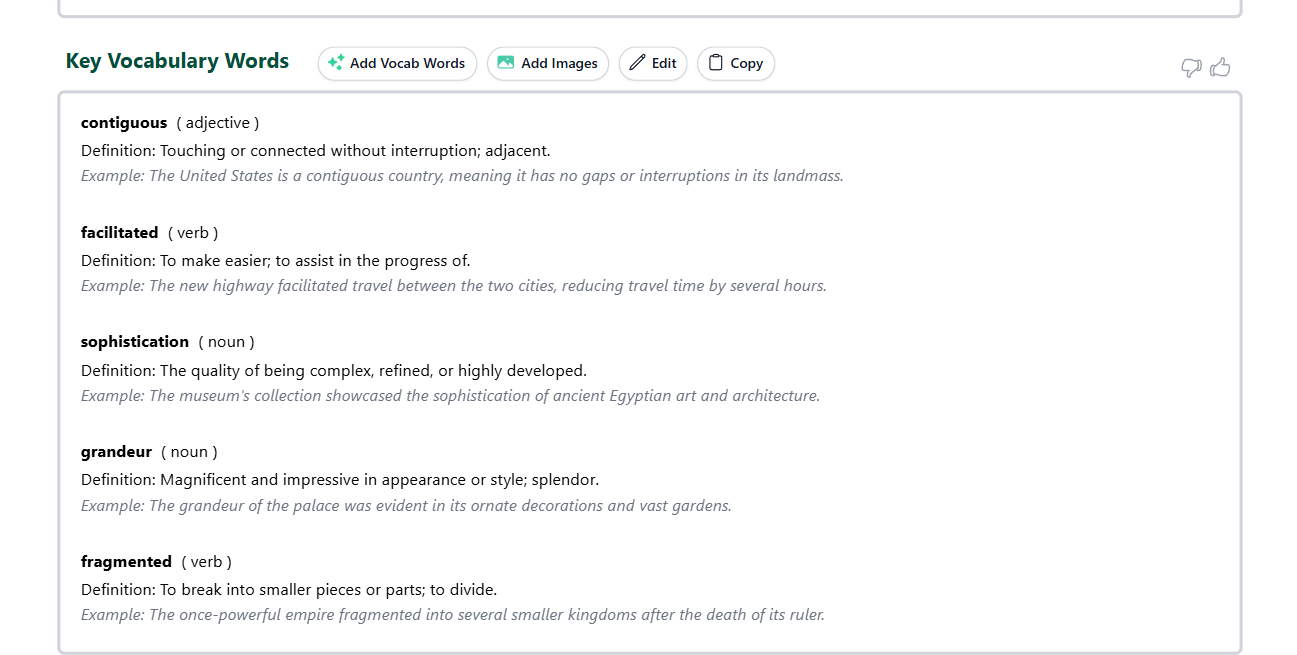 Key Vocabulary Words Add Vocab Words Add Images Edit Copy
contiguous ( adjective )
Definition: Touching or connected without interruption; adjacent.
Example: The United States is a contiguous country, meaning it has no gaps or interruptions in its landmass.
facilitated ( verb )
Definition: To make easier; to assist in the progress of.
Example: The new highway facilitated travel between the two cities, reducing travel time by several hours.
sophistication ( noun )
Definition: The quality of being complex, refined, or highly developed.
Example: The museum's collection showcased the sophistication of ancient Egyptian art and architecture.
grandeur ( noun )
Definition: Magnificent and impressive in appearance or style; splendor.
Example: The grandeur of the palace was evident in its ornate decorations and vast gardens.
fragmented ( verb )
Definition: To break into smaller pieces or parts; to divide.
Example: The once-powerful empire fragmented into several smaller kingdoms after the death of its ruler.